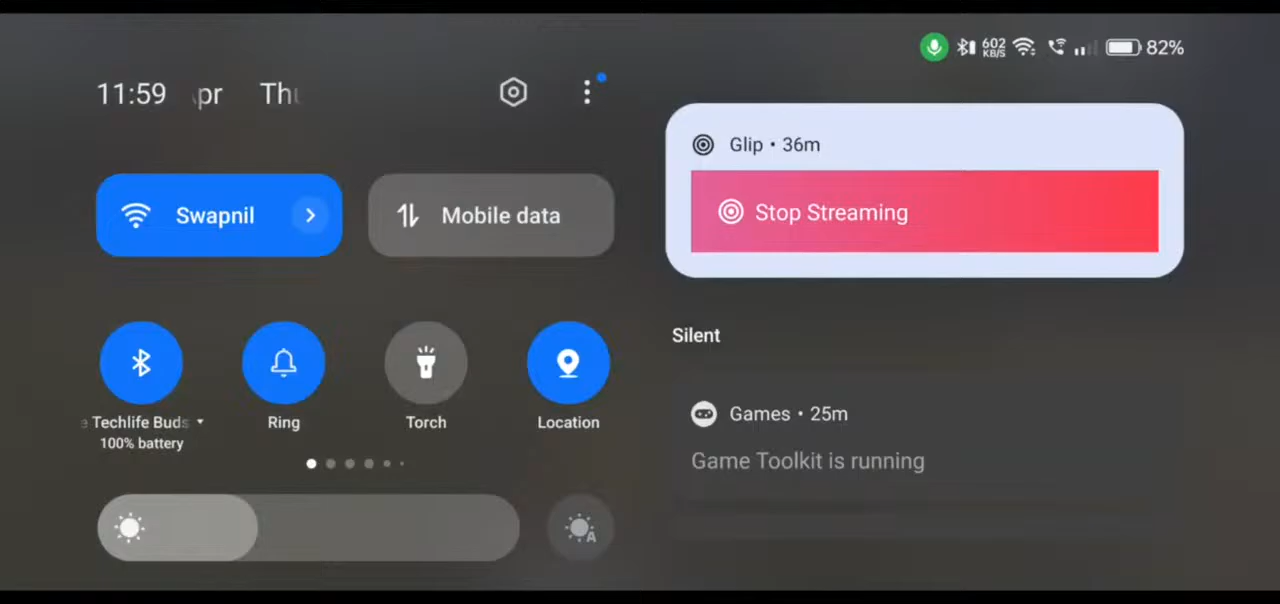 11:59 pr Thu
602
KB/S
82%
Swapnil
Mobile data
Techlife Buds
100% battery
Ring
Torch
Location
A
Glip • 36m
Stop Streaming
Silent
Games • 25m
Game Toolkit is running